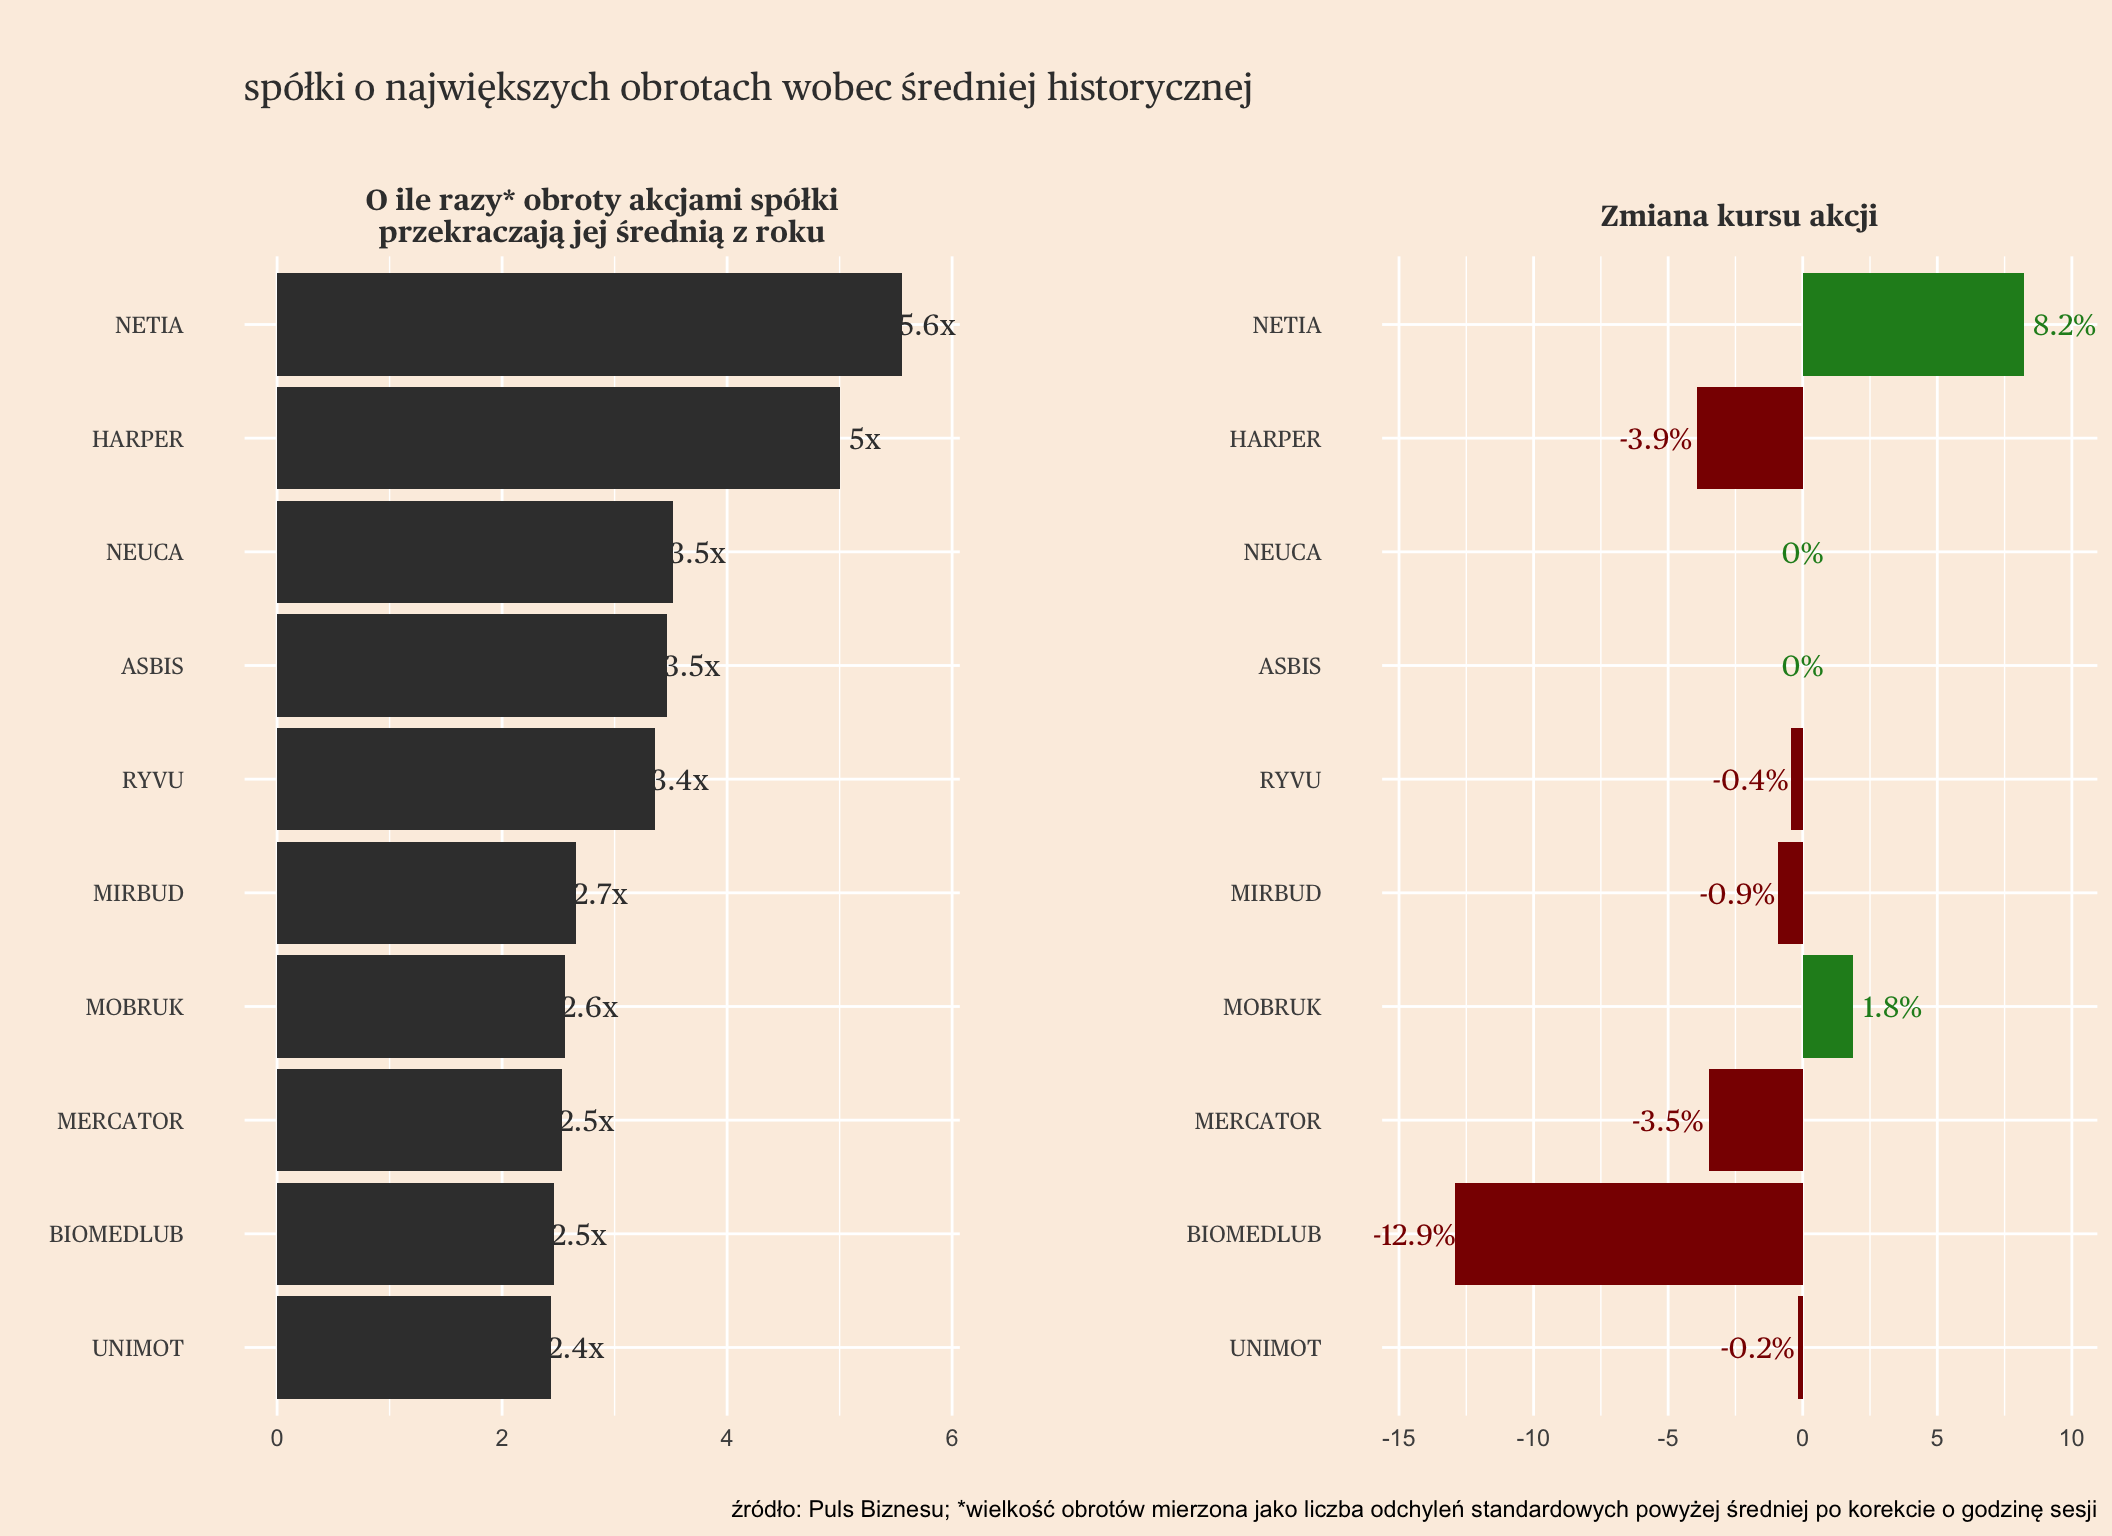 spółki o największych obrotach wobec średniej historycznej
O ile razy* obroty akcjami spółki
przekraczają jej średnią z roku
NETIA 5.6x
HARPER 5x
NEUCA 3.5x
ASBIS 3.5x
RYVU 3.4x
MIRBUD 2.7x
MOBRUK 2.6x
MERCATOR 2.5x
BIOMEDLUB 2.5x
UNIMOT 2.4x
0 2 4 6
Zmiana kursu akcji
NETIA 8.2%
HARPER -3.9%
NEUCA 0%
ASBIS 0%
RYVU -0.4%
MIRBUD -0.9%
MOBRUK 1.8%
MERCATOR -3.5%
BIOMEDLUB -12.9%
UNIMOT -0.2%
-15 -10 -5 0 5 10
źródło: Puls Biznesu; *wielkość obrotów mierzona jako liczba odchyleń standardowych powyżej średniej po korekcie o godzinę sesji